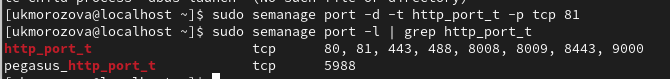 [ukmorozova@localhost ~]$ sudo semanage port -d -t http_port_t -p tcp 81
[ukmorozova@localhost ~]$ sudo semanage port -l | grep http_port_t
http_port_t tcp 80, 81, 443, 488, 8008, 8009, 8443, 9000
pegasus_http_port_t tcp 5988